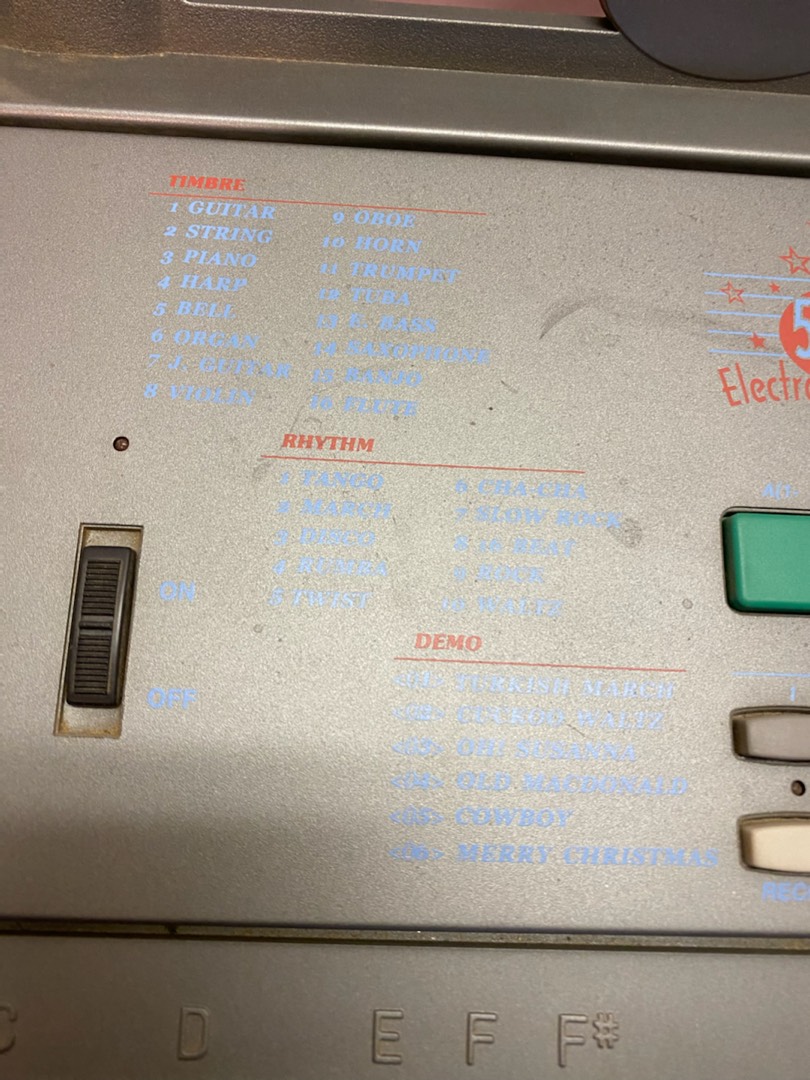 TIMBRE
1 GUITAR
2 STRING
3 PIANO
4 HARP
5 BELL
6 ORGAN
7 J. GUITAR
8 VIOLIN
9 OBOE
10 HORN
11 TRUMPET
12 TUBA
13 E. BASS
14 SAXOPHONE
15 BANJO
16 FLUTE
RHYTHM
1 TANGO
2 MARCH
3 DISCO
4 RUMBA
5 TWIST
6 CHA-CHA
7 SLOW ROCK
8 16 BEAT
9 ROCK
10 WALTZ
ON
OFF
DEMO
<01> TURKISH MARCH
<02> CUCKOO WALTZ
<03> OH! SUSANNA
<04> OLD MACDONALD
<05> COWBOY
<06> MERRY CHRISTMAS
5
Electro
REC
C D E F F#